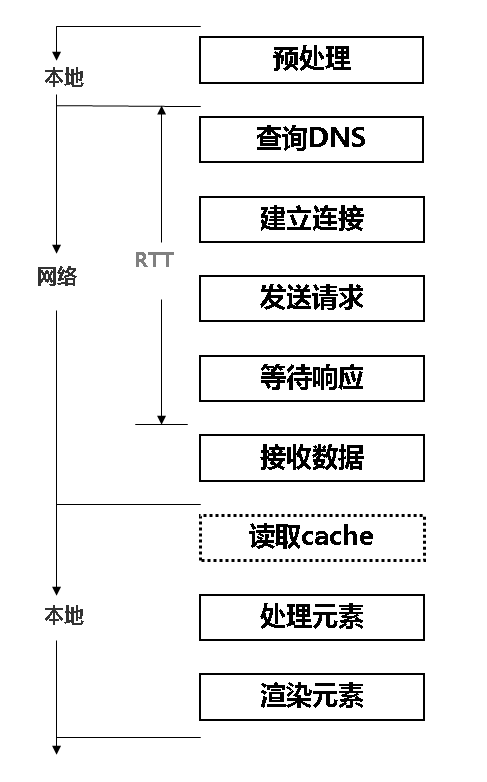 预处理
本地
查询DNS
建立连接
RTT
网络
发送请求
等待响应
接收数据
读取cache
本地
处理元素
渲染元素